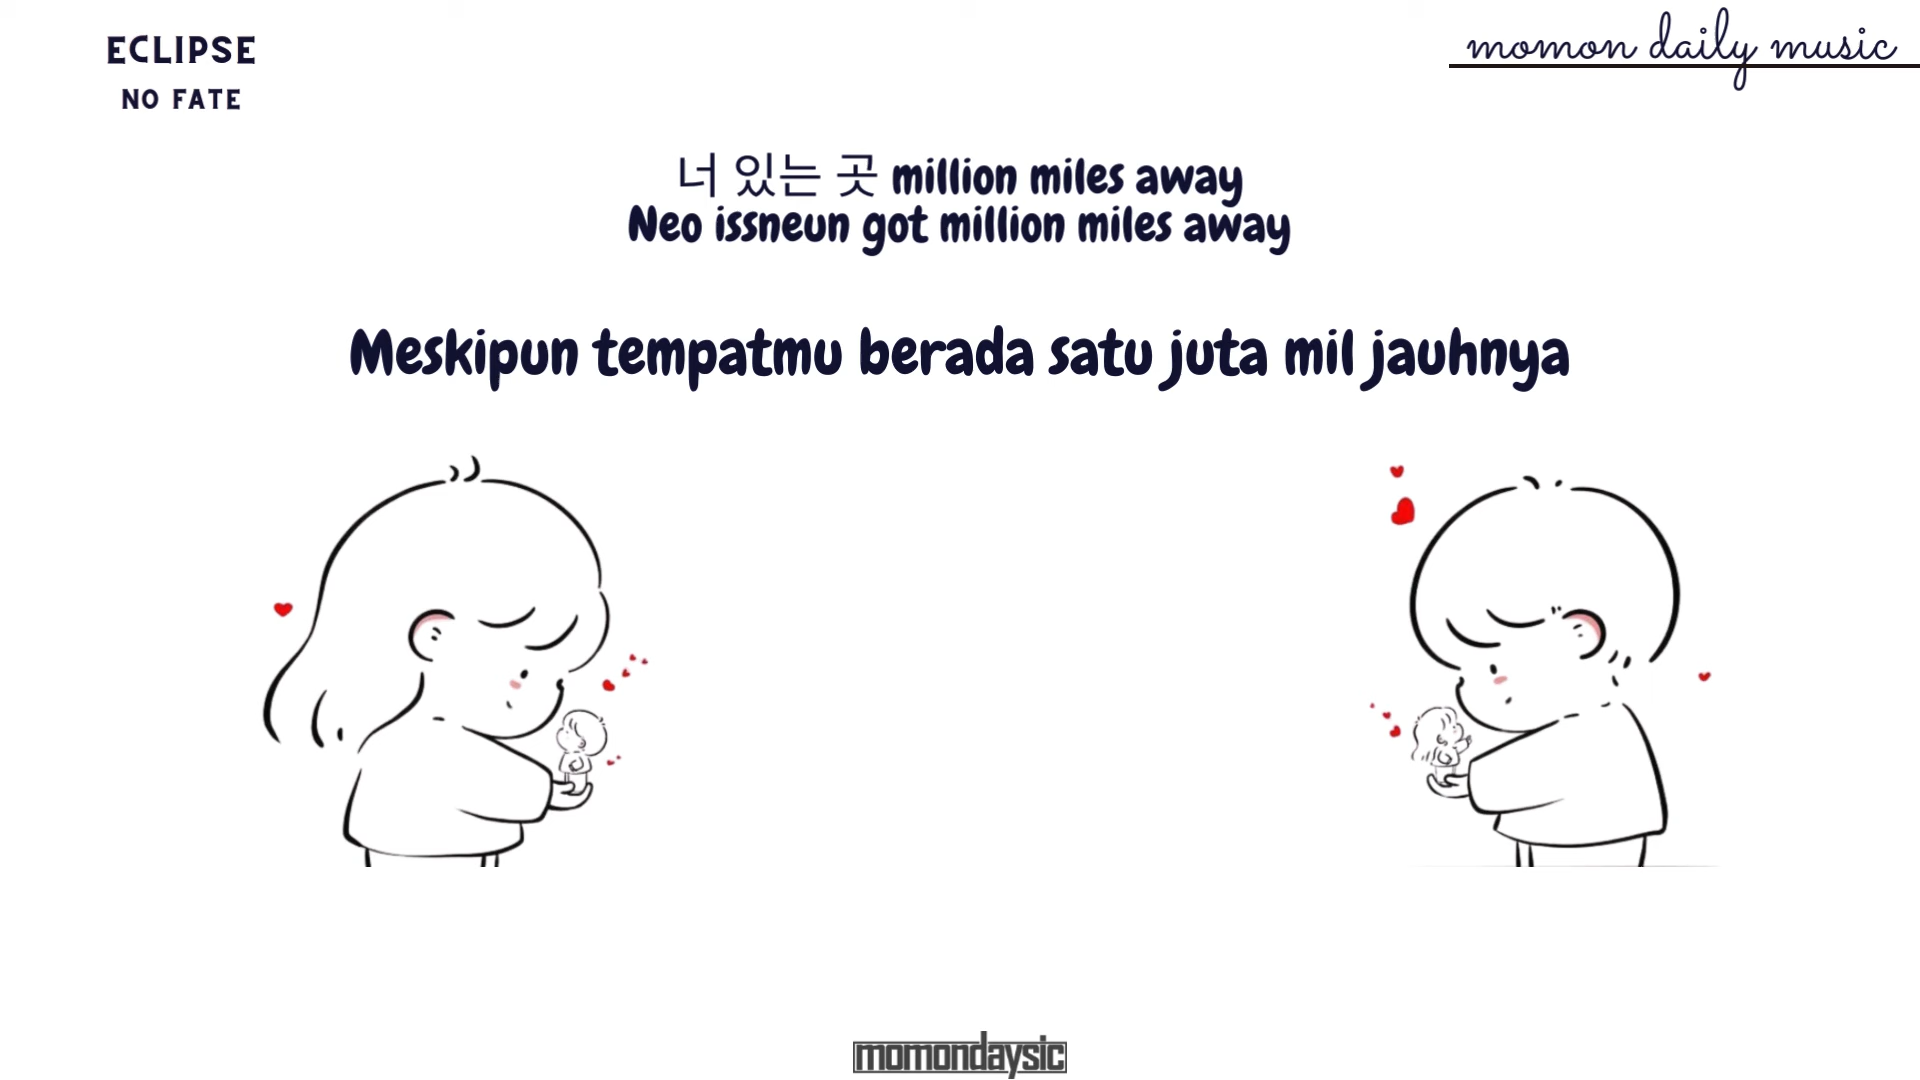 ECLIPSE
NO FATE
momon daily music
너 있는 곳 million miles away
Neo issneun got million miles away
Meskipun tempatmu berada satu juta mil jauhnya
momondaysic